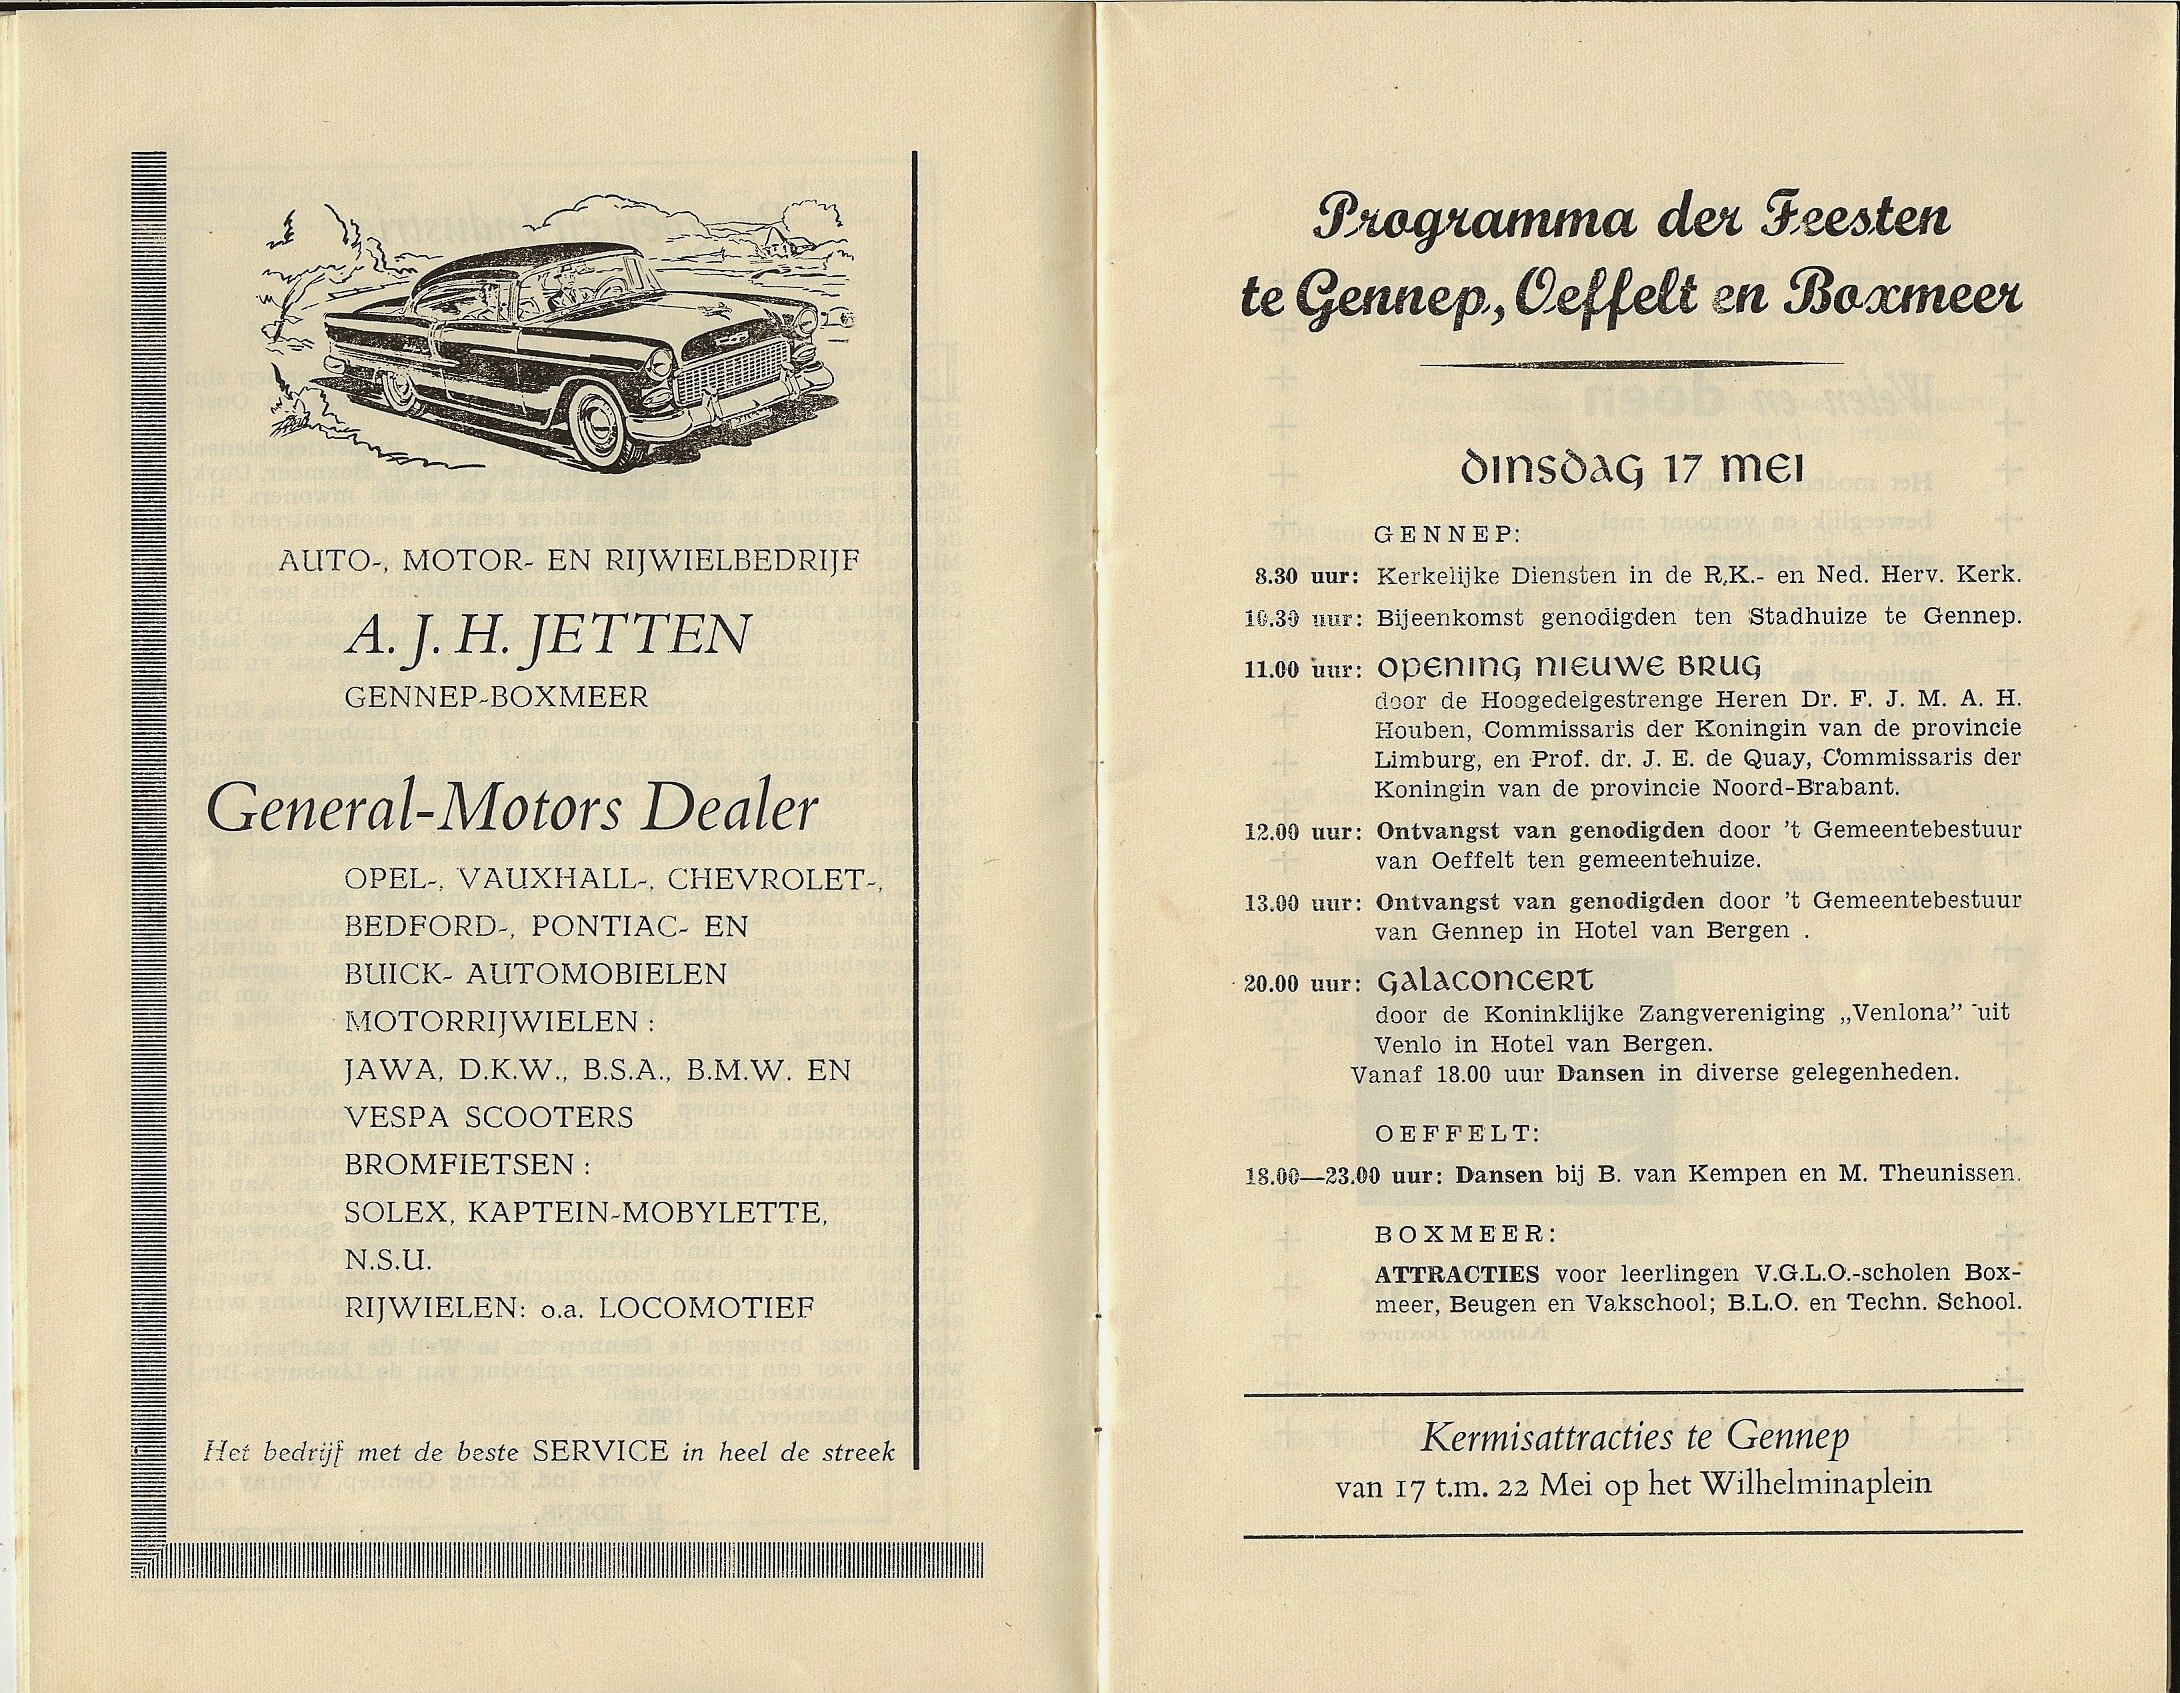 AUTO-, MOTOR- EN RIJWIELBEDRIJF
A. J. H. JETTEN
GENNEP-BOXMEER
General-Motors Dealer
OPEL-, VAUXHALL-, CHEVROLET-,
BEDFORD-, PONTIAC- EN
BUICK- AUTOMOBIELEN
MOTORRIJWIELEN :
JAWA, D.K.W., B.S.A., B.M.W. EN
VESPA SCOOTERS
BROMFIETSEN :
SOLEX, KAPTEIN-MOBYLETTE,
N.S.U.
RIJWIELEN: o.a. LOCOMOTIEF
Het bedrijf met de beste SERVICE in heel de streek
Programma der Feesten
te Gennep, Oeffelt en Boxmeer
DINSDAG 17 MEI
GENNEP:
8.30 uur: Kerkelijke Diensten in de R.K.- en Ned. Herv. Kerk.
10.30 uur: Bijeenkomst genodigden ten Stadhuize te Gennep.
11.00 uur: OPENING NIEUWE BRUG
door de Hoogedelgestrenge Heren Dr. F. J. M. A. H.
Houben, Commissaris der Koningin van de provincie
Limburg, en Prof. dr. J. E. de Quay, Commissaris der
Koningin van de provincie Noord-Brabant.
12.00 uur: Ontvangst van genodigden door 't Gemeentebestuur
van Oeffelt ten gemeentehuize.
13.00 uur: Ontvangst van genodigden door 't Gemeentebestuur
van Gennep in Hotel van Bergen .
20.00 uur: GALACONCERT
door de Koninklijke Zangvereniging „Venlona” uit
Venlo in Hotel van Bergen.
Vanaf 18.00 uur Dansen in diverse gelegenheden.
OEFFELT:
18.00—23.00 uur: Dansen bij B. van Kempen en M. Theunissen.
BOXMEER:
ATTRACTIES voor leerlingen V.G.L.O.-scholen Box-
meer, Beugen en Vakschool; B.L.O. en Techn. School.
Kermisattracties te Gennep
van 17 t.m. 22 Mei op het Wilhelminaplein